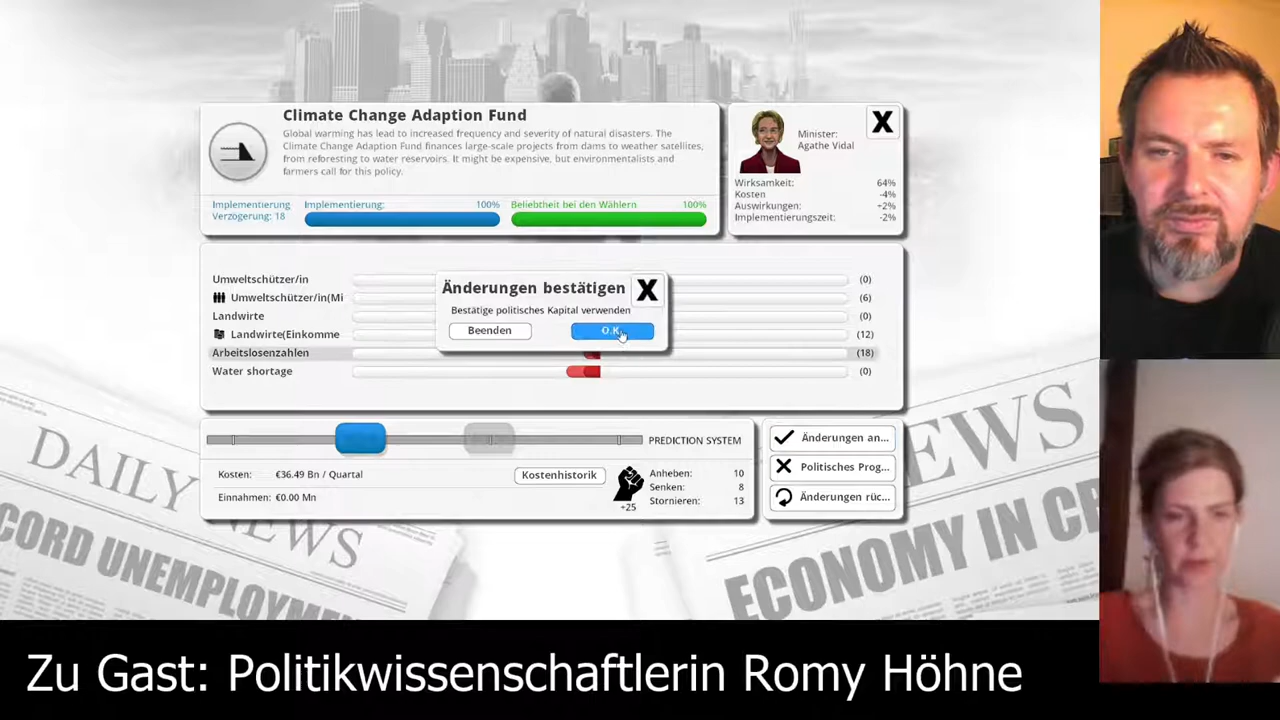 Climate Change Adaption Fund
Global warming has lead to increased frequency and severity of natural disasters. The
Climate Change Adaption Fund finances large-scale projects from dams to weather satellites,
from reforesting to water reservoirs. It might be expensive, but environmentalists and
farmers call for this policy.
Implementierung
Verzögerung: 18
Implementierung: 100%
Beliebtheit bei den Wählern 100%
X
Minister:
Agathe Vidal
Wirksamkeit: 64%
Kosten -4%
Auswirkungen: +2%
Implementierungszeit: -2%
Umweltschützer/in (0)
Umweltschützer/in(Mi (6)
Landwirte (0)
Landwirte(Einkomme (12)
Arbeitslosenzahlen (18)
Water shortage (0)
Änderungen bestätigen X
Bestätige politisches Kapital verwenden
Beenden O.K.
PREDICTION SYSTEM
Kosten: €36.49 Bn / Quartal
Einnahmen: €0.00 Mn
Kostenhistorik
+25
Anheben: 10
Senken: 8
Stornieren: 13
Änderungen an...
Politisches Prog...
Änderungen rüc...
DAILY NEWS
CORD UNEMPLOYM
NEWS
ECONOMY IN CR
Zu Gast: Politikwissenschaftlerin Romy Höhne